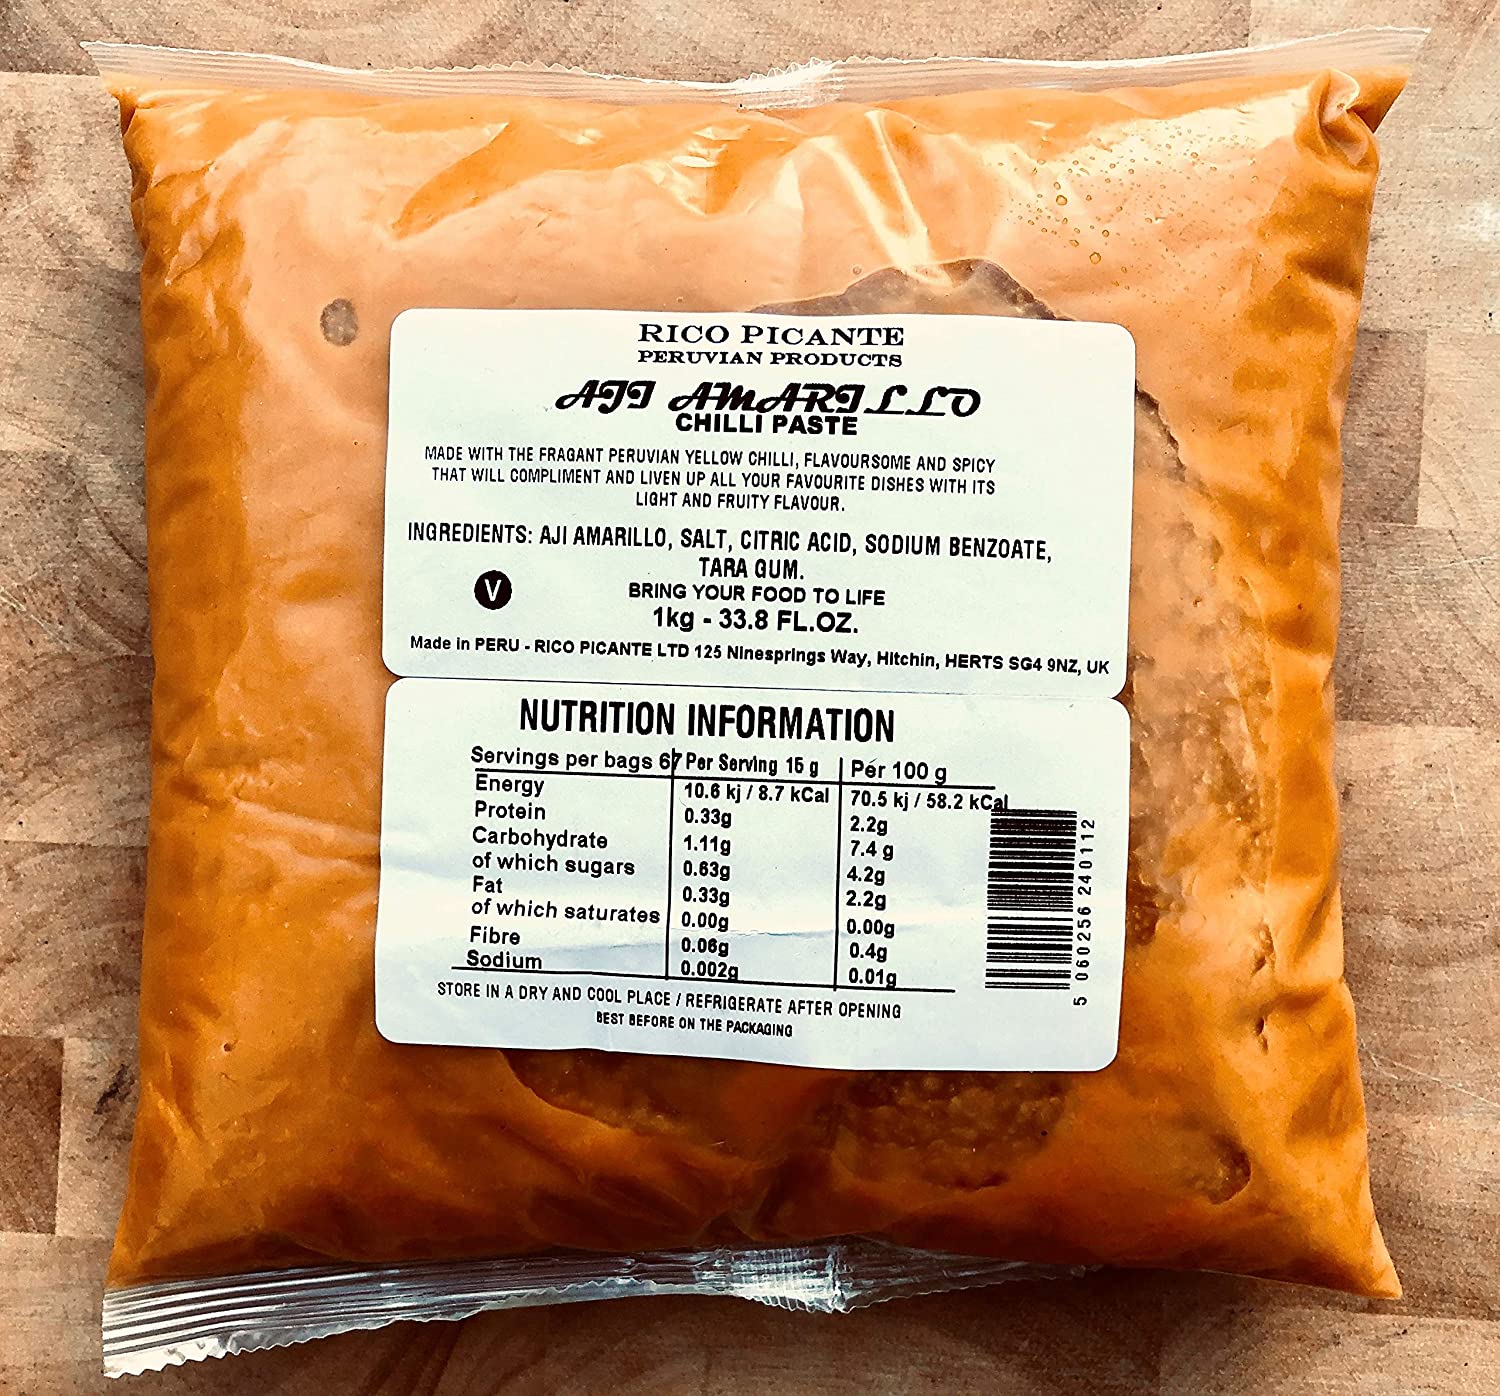 RICO PICANTE
PERUVIAN PRODUCTS
AJI AMARILLO
CHILLI PASTE
MADE WITH THE FRAGANT PERUVIAN YELLOW CHILLI, FLAVOURSOME AND SPICY
THAT WILL COMPLIMENT AND LIVEN UP ALL YOUR FAVOURITE DISHES WITH ITS
LIGHT AND FRUITY FLAVOUR.
INGREDIENTS: AJI AMARILLO, SALT, CITRIC ACID, SODIUM BENZOATE,
TARA GUM.
V
BRING YOUR FOOD TO LIFE
1kg - 33.8 FL.OZ.
Made in PERU - RICO PICANTE LTD 125 Ninesprings Way, Hitchin, HERTS SG4 9NZ, UK
NUTRITION INFORMATION
Servings per bags 67 Per Serving 15 g Per 100 g
Energy 10.6 kj / 8.7 kCal 70.5 kj / 58.2 kCal
Protein 0.33g 2.2g
Carbohydrate 1.11g 7.4 g
of which sugars 0.63g 4.2g
Fat 0.33g 2.2g
of which saturates 0.00g 0.00g
Fibre 0.06g 0.4g
Sodium 0.002g 0.01g
STORE IN A DRY AND COOL PLACE / REFRIGERATE AFTER OPENING
BEST BEFORE ON THE PACKAGING
5 060256 240112